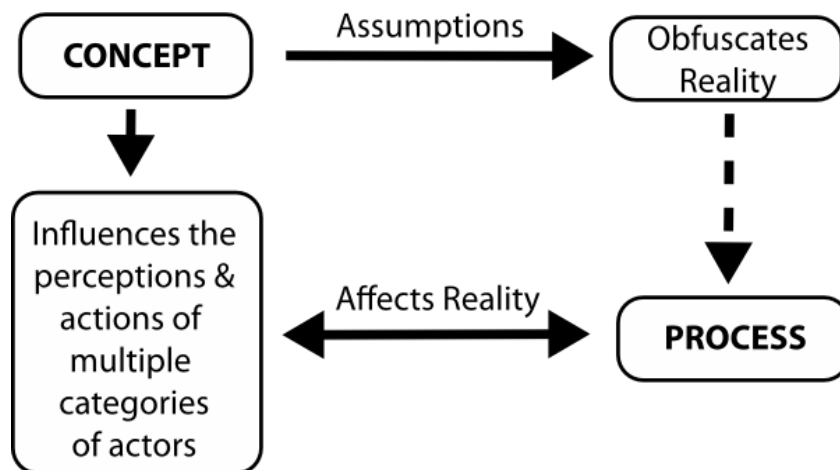 CONCEPT
Assumptions
Obfuscates
Reality
Influences the
perceptions &
actions of
multiple
categories
of actors
Affects Reality
PROCESS